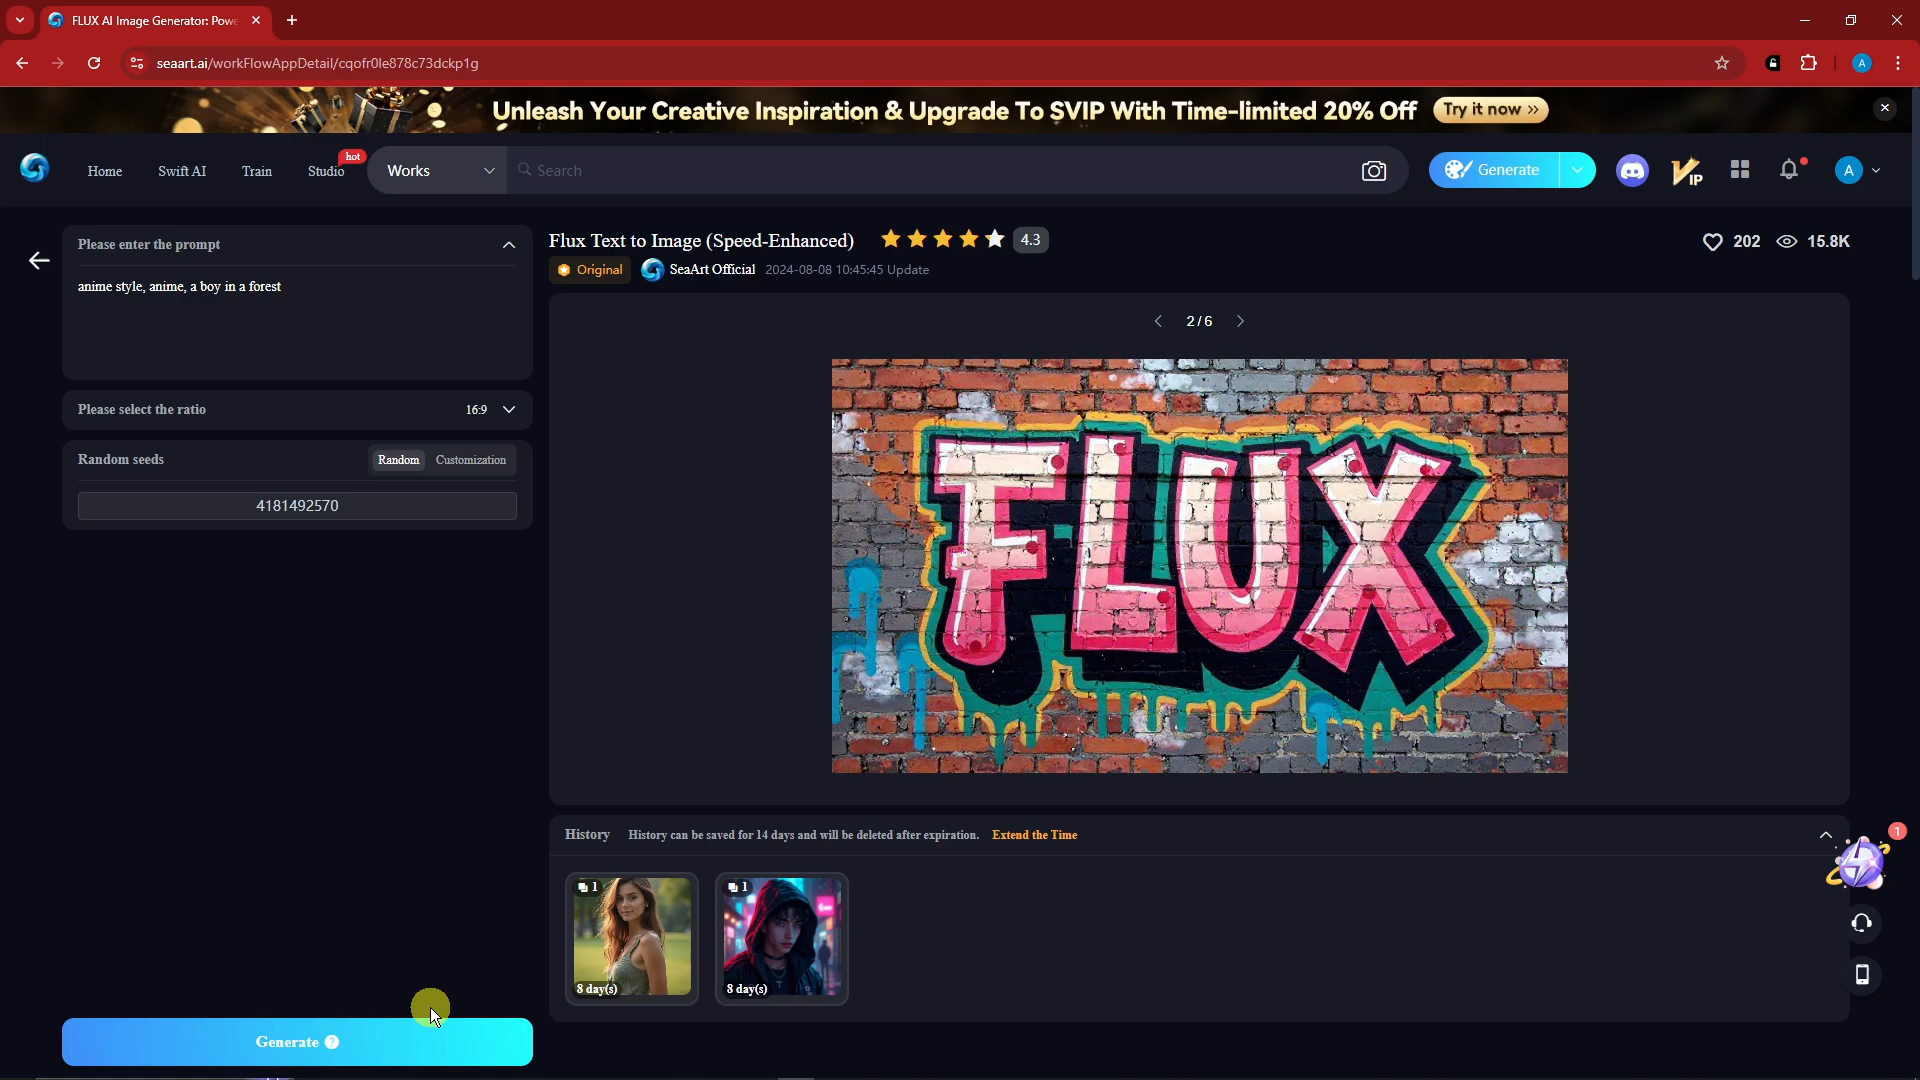 FLUX AI Image Generator: Powe
seaart.ai/workFlowAppDetail/cqofr0le878c73dckp1g
A
Unleash Your Creative Inspiration & Upgrade To SVIP With Time-limited 20% Off
Try it now »
Home
Swift AI
Train
Studio
hot
Works
Search
Generate
VIP
A
Please enter the prompt
anime style, anime, a boy in a forest
Please select the ratio
16:9
Random seeds
Random
Customization
4181492570
Generate ?
Flux Text to Image (Speed-Enhanced)
4.3
202
15.8K
Original
SeaArt Official
2024-08-08 10:45:45 Update
2/6
FLUX
History
History can be saved for 14 days and will be deleted after expiration.
Extend the Time
1
8 day(s)
1
8 day(s)
1